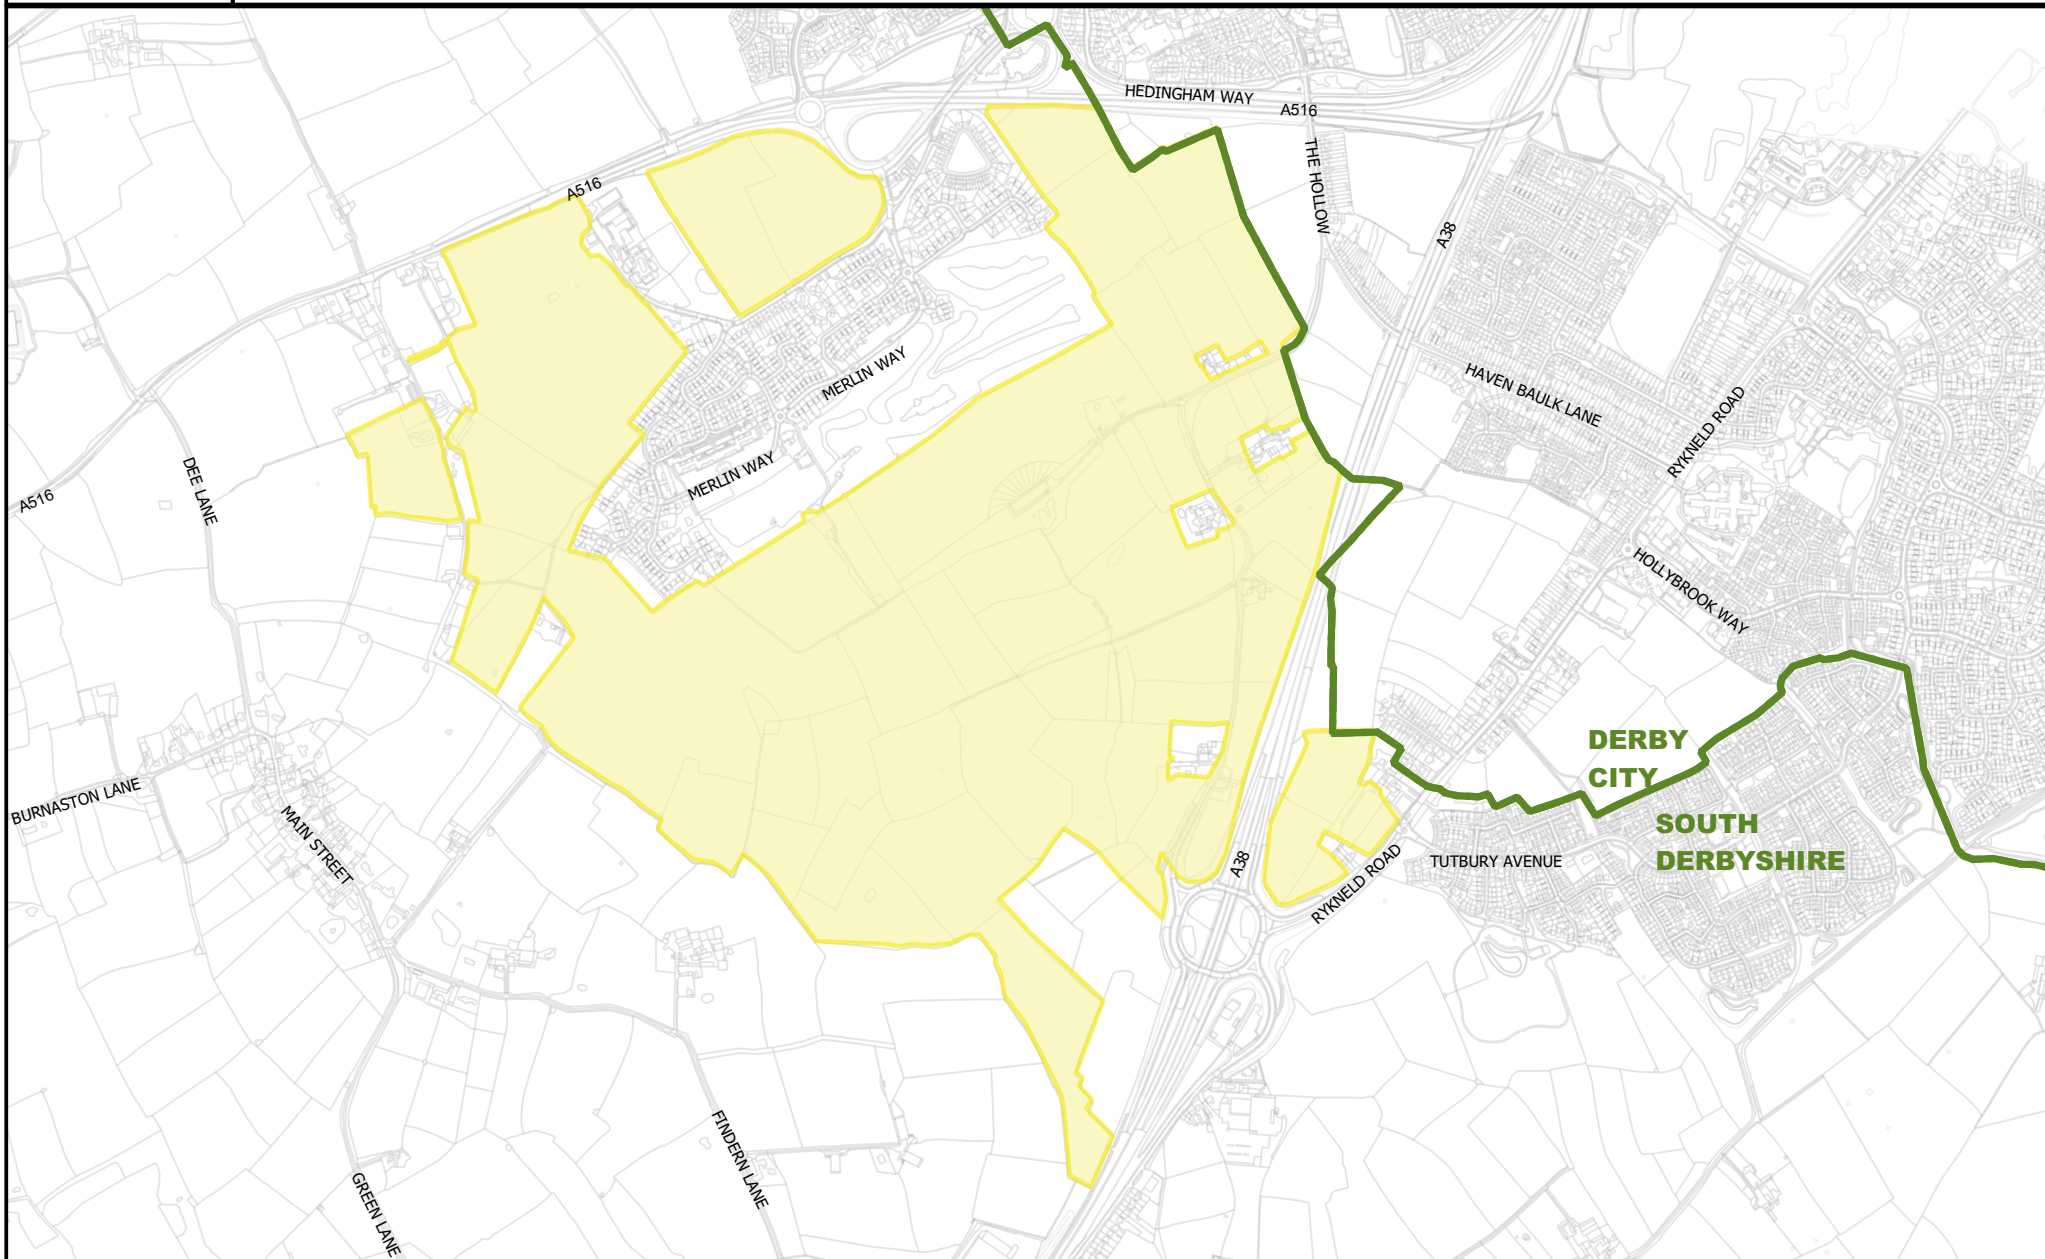 HEDINGHAM WAY
A516
THE HOLLOW
A516
A38
MERLIN WAY
HAVEN BAULK LANE
RYKNELD ROAD
MERLIN WAY
DEE LANE
A516
HOLLYBROOK WAY
DERBY
CITY
BURNASTON LANE
MAIN STREET
SOUTH
DERBYSHIRE
A38
TUTBURY AVENUE
RYKNELD ROAD
FINDERN LANE
GREEN LANE